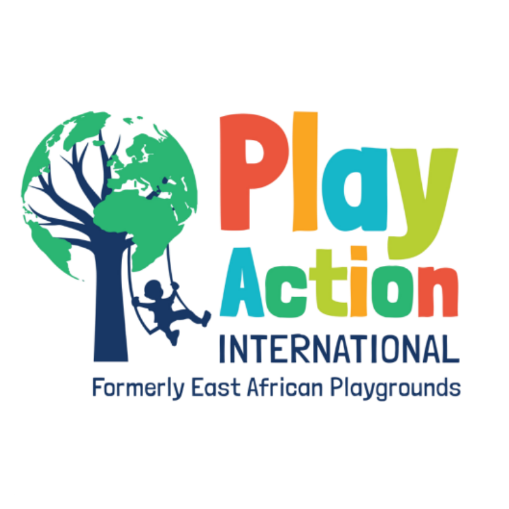 Play
Action
INTERNATIONAL
Formerly East African Playgrounds